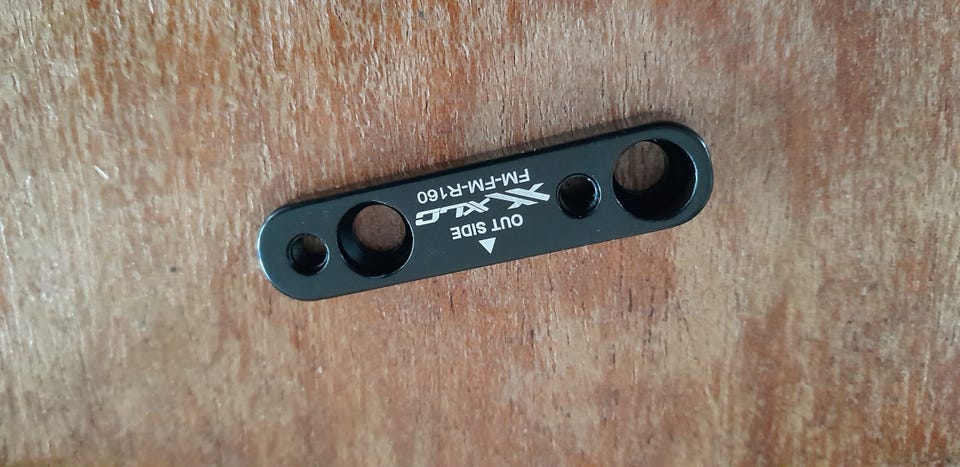 ▲
OUT SIDE
XLC
FM-FM-R160